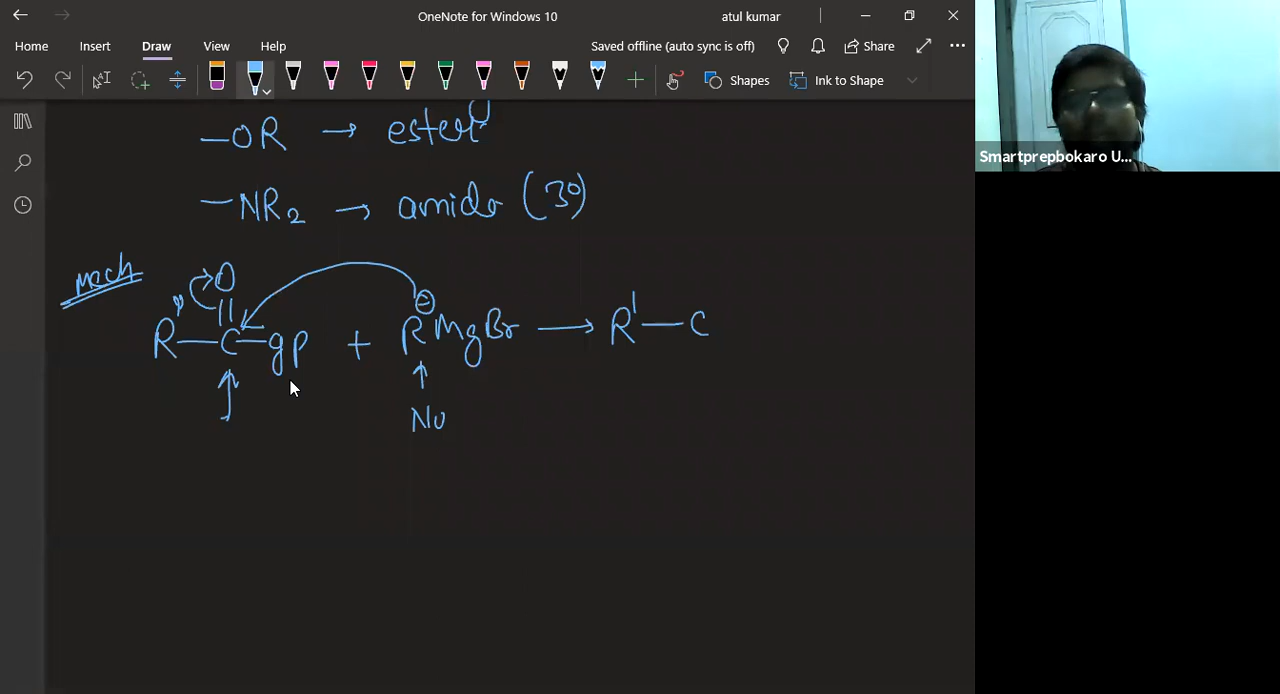 OneNote for Windows 10
atul kumar
Home Insert Draw View Help
Saved offline (auto sync is off)
Share
Shapes
Ink to Shape
Smartprepbokaro U...
—OR → ester
—NR₂ → amide (3°)
Mech
O
R—C—gp + R⊖MgBr → R'—C
Nu